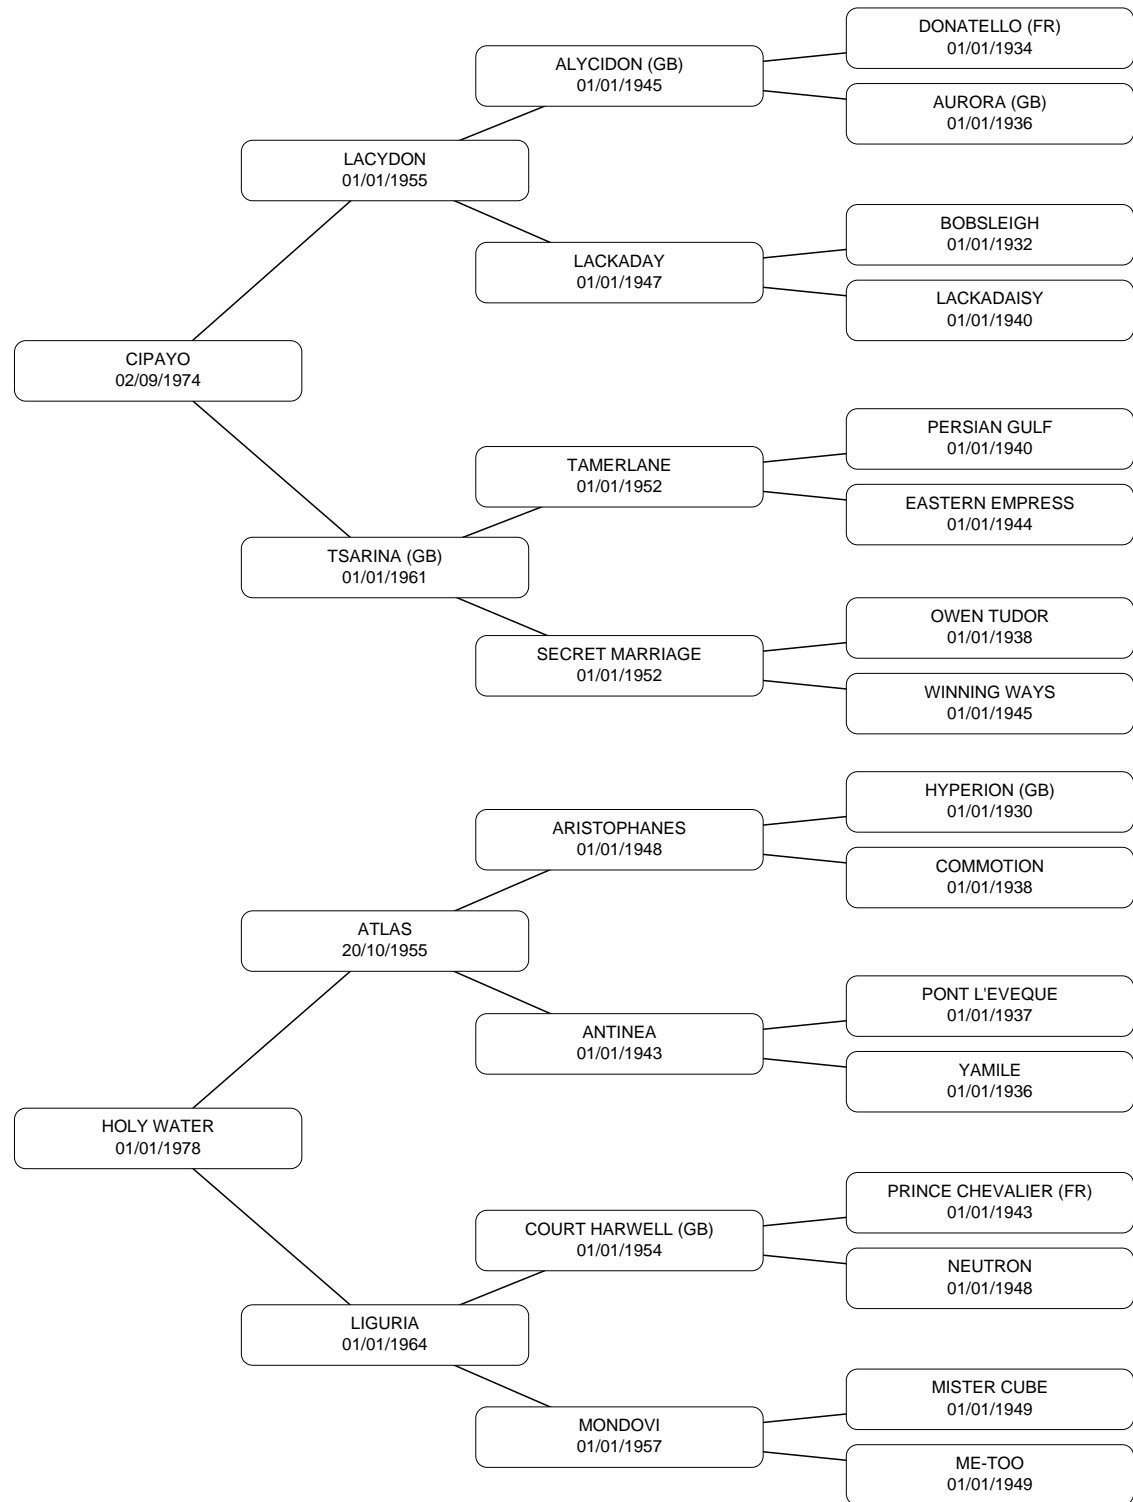 DONATELLO (FR)
01/01/1934
ALYCIDON (GB)
01/01/1945
AURORA (GB)
01/01/1936
LACYDON
01/01/1955
BOBSLEIGH
01/01/1932
LACKADAY
01/01/1947
LACKADAISY
01/01/1940
CIPAYO
02/09/1974
PERSIAN GULF
01/01/1940
TAMERLANE
01/01/1952
EASTERN EMPRESS
01/01/1944
TSARINA (GB)
01/01/1961
OWEN TUDOR
01/01/1938
SECRET MARRIAGE
01/01/1952
WINNING WAYS
01/01/1945
HYPERION (GB)
01/01/1930
ARISTOPHANES
01/01/1948
COMMOTION
01/01/1938
ATLAS
20/10/1955
PONT L'EVEQUE
01/01/1937
ANTINEA
01/01/1943
YAMILE
01/01/1936
HOLY WATER
01/01/1978
PRINCE CHEVALIER (FR)
01/01/1943
COURT HARWELL (GB)
01/01/1954
NEUTRON
01/01/1948
LIGURIA
01/01/1964
MISTER CUBE
01/01/1949
MONDOVI
01/01/1957
ME-TOO
01/01/1949